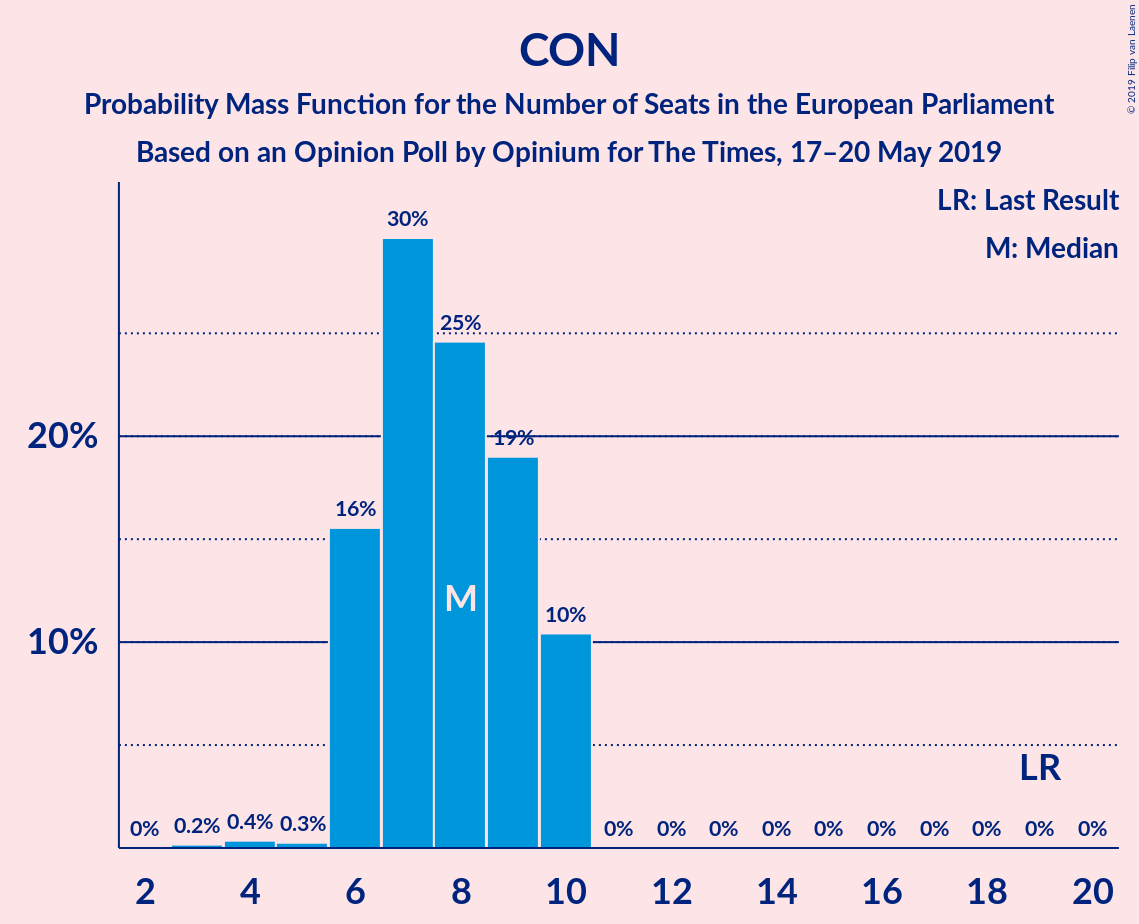 © 2019 Filip van Laenen
CON
Probability Mass Function for the Number of Seats in the European Parliament
Based on an Opinion Poll by Opinium for The Times, 17–20 May 2019
LR: Last Result
M: Median
30%
25%
20%
19%
16%
M
10%
10%
LR
0% 0.2% 0.4% 0.3% 0% 0% 0% 0% 0% 0% 0% 0% 0% 0%
2 4 6 8 10 12 14 16 18 20